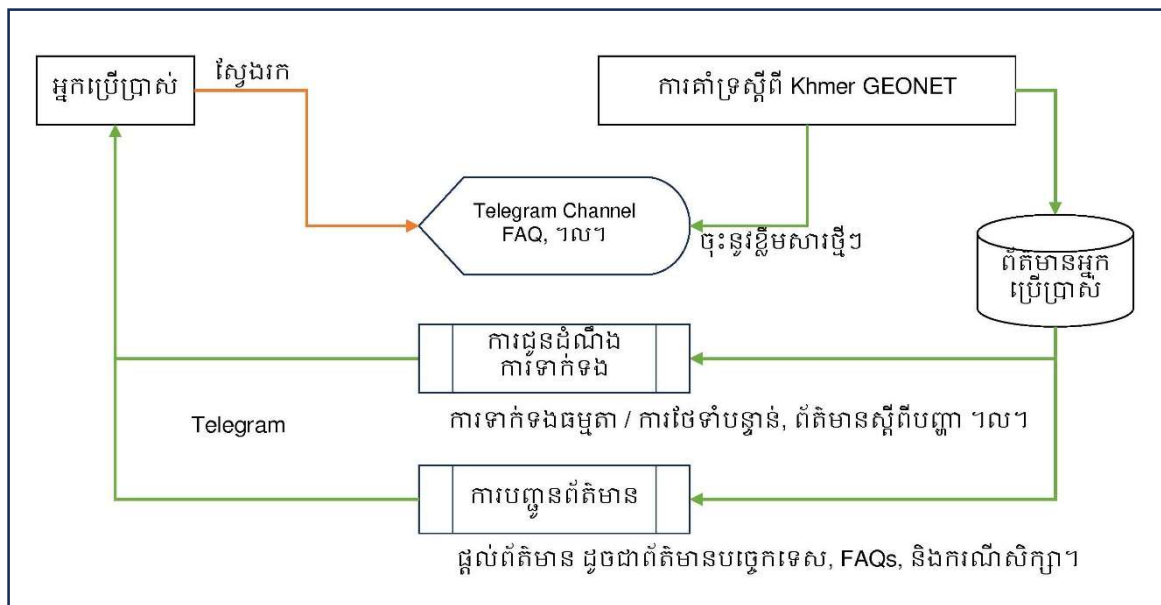 អ្នកប្រើប្រាស់
ស្វែងរក
ការគាំទ្រស្ដីពី Khmer GEONET
Telegram Channel
FAQ, ។ល។
ចុះនូវខ្លឹមសារថ្មីៗ
ព័ត៌មានអ្នក
ប្រើប្រាស់
ការជូនដំណឹង
ការទាក់ទង
ការទាក់ទងធម្មតា / ការថែទាំបន្ទាន់, ព័ត៌មានស្ដីពីបញ្ហា ។ល។
Telegram
ការបញ្ជូនព័ត៌មាន
ផ្ដល់ព័ត៌មាន ដូចជាព័ត៌មានបច្ចេកទេស, FAQs, និងករណីសិក្សា។